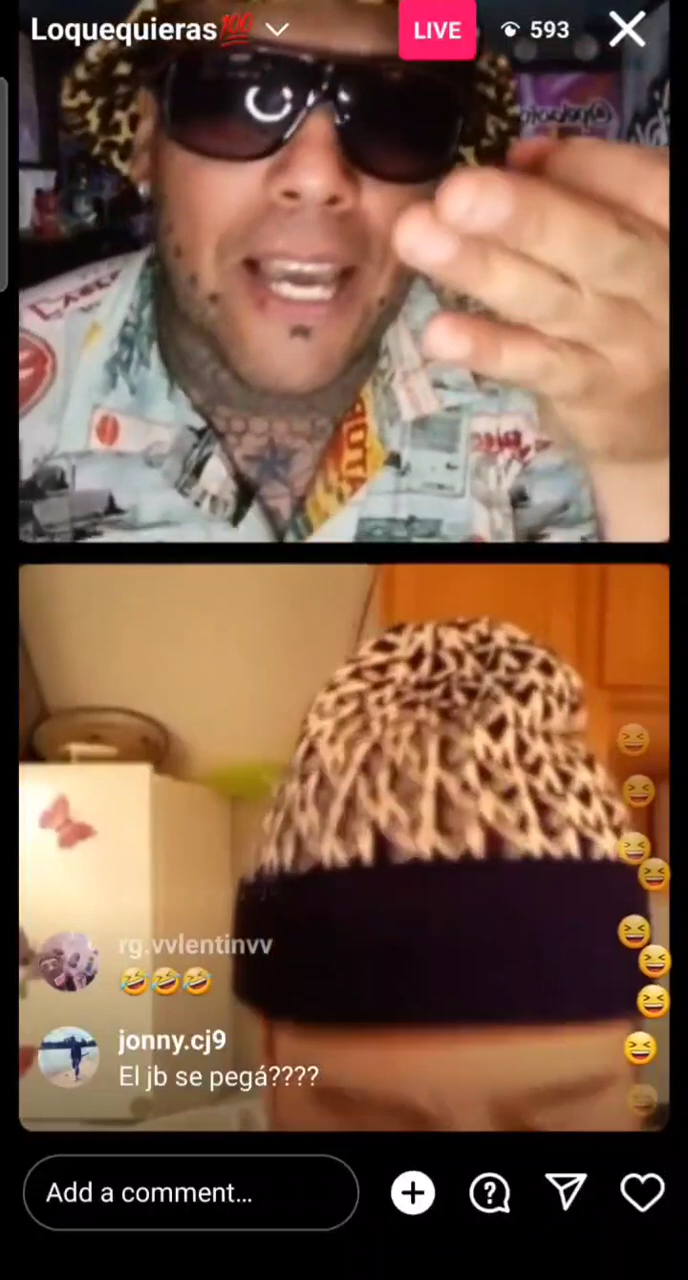 Loquequieras💯
LIVE
593
rg.vvlentinvv
🤣🤣🤣
jonny.cj9
El jb se pegá????
Add a comment...